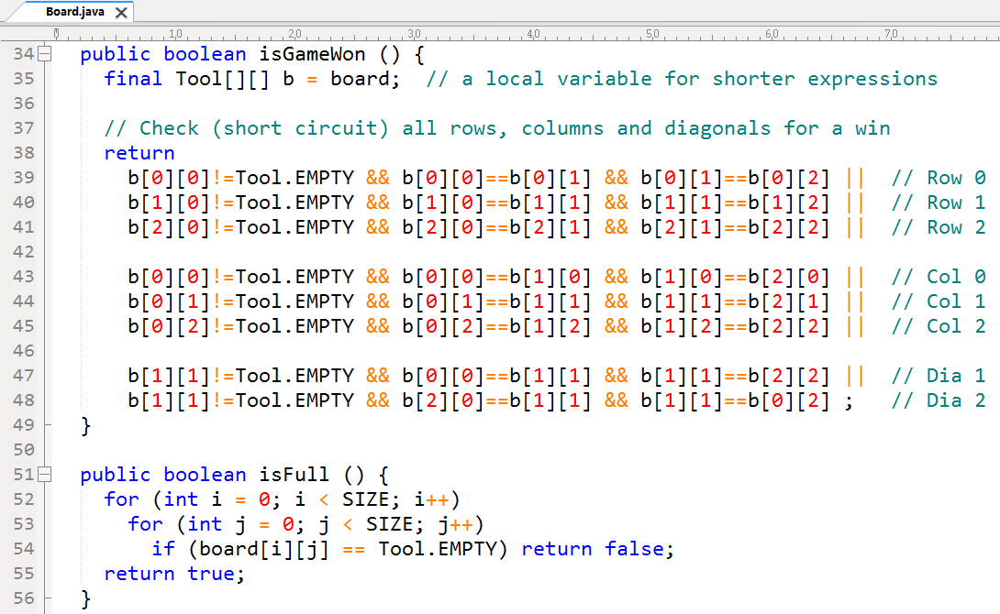 Board.java
0 10 20 30 40 50 60 70
34 public boolean isGameWon () {
35 final Tool[][] b = board; // a local variable for shorter expressions
36
37 // Check (short circuit) all rows, columns and diagonals for a win
38 return
39 b[0][0]!=Tool.EMPTY && b[0][0]==b[0][1] && b[0][1]==b[0][2] || // Row 0
40 b[1][0]!=Tool.EMPTY && b[1][0]==b[1][1] && b[1][1]==b[1][2] || // Row 1
41 b[2][0]!=Tool.EMPTY && b[2][0]==b[2][1] && b[2][1]==b[2][2] || // Row 2
42
43 b[0][0]!=Tool.EMPTY && b[0][0]==b[1][0] && b[1][0]==b[2][0] || // Col 0
44 b[0][1]!=Tool.EMPTY && b[0][1]==b[1][1] && b[1][1]==b[2][1] || // Col 1
45 b[0][2]!=Tool.EMPTY && b[0][2]==b[1][2] && b[1][2]==b[2][2] || // Col 2
46
47 b[1][1]!=Tool.EMPTY && b[0][0]==b[1][1] && b[1][1]==b[2][2] || // Dia 1
48 b[1][1]!=Tool.EMPTY && b[2][0]==b[1][1] && b[1][1]==b[0][2] ; // Dia 2
49 }
50
51 public boolean isFull () {
52 for (int i = 0; i < SIZE; i++)
53 for (int j = 0; j < SIZE; j++)
54 if (board[i][j] == Tool.EMPTY) return false;
55 return true;
56 }